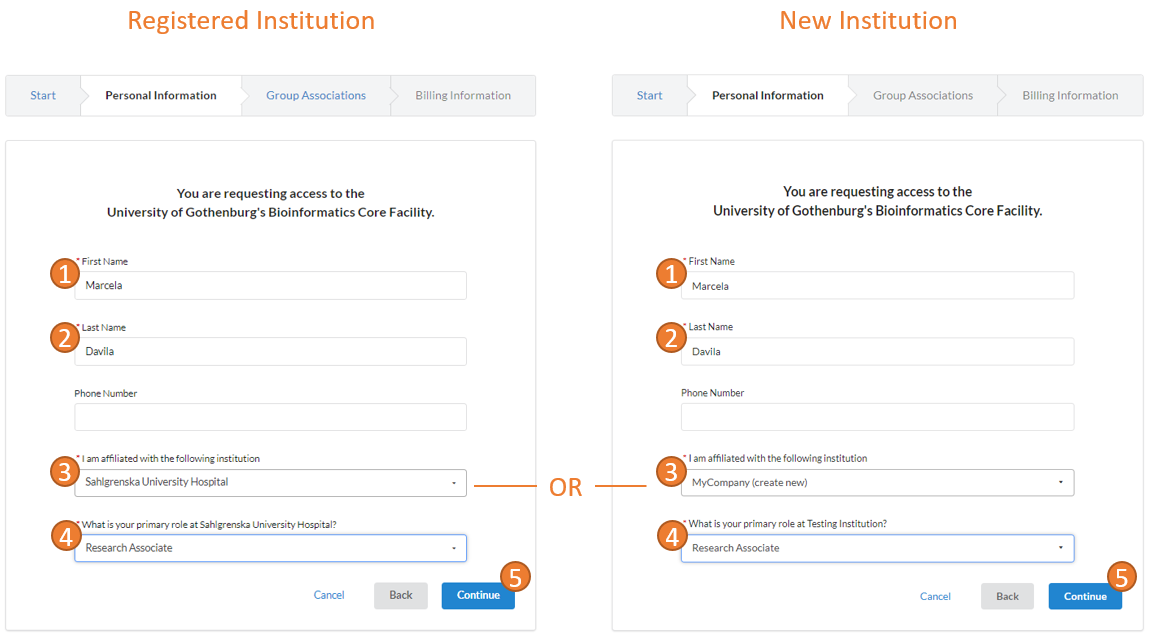 Registered Institution
Start
Personal Information
Group Associations
Billing Information
You are requesting access to the
University of Gothenburg's Bioinformatics Core Facility.
1
* First Name
Marcela
2
* Last Name
Davila
Phone Number
3
* I am affiliated with the following institution
Sahlgrenska University Hospital
4
* What is your primary role at Sahlgrenska University Hospital?
Research Associate
Cancel
Back
Continue
5
OR
New Institution
Start
Personal Information
Group Associations
Billing Information
You are requesting access to the
University of Gothenburg's Bioinformatics Core Facility.
1
* First Name
Marcela
2
* Last Name
Davila
Phone Number
3
* I am affiliated with the following institution
MyCompany (create new)
4
* What is your primary role at Testing Institution?
Research Associate
Cancel
Back
Continue
5